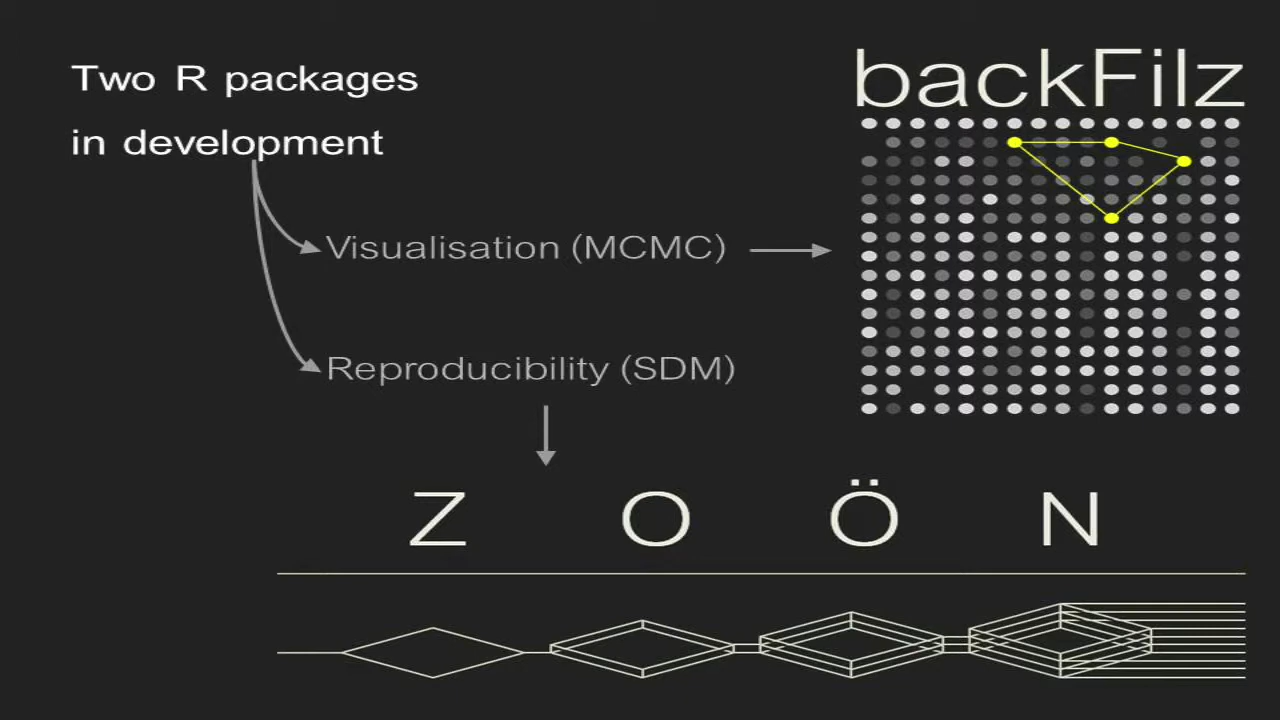 Two R packages
in development
backFilz
Visualisation (MCMC)
Reproducibility (SDM)
Z O Ö N